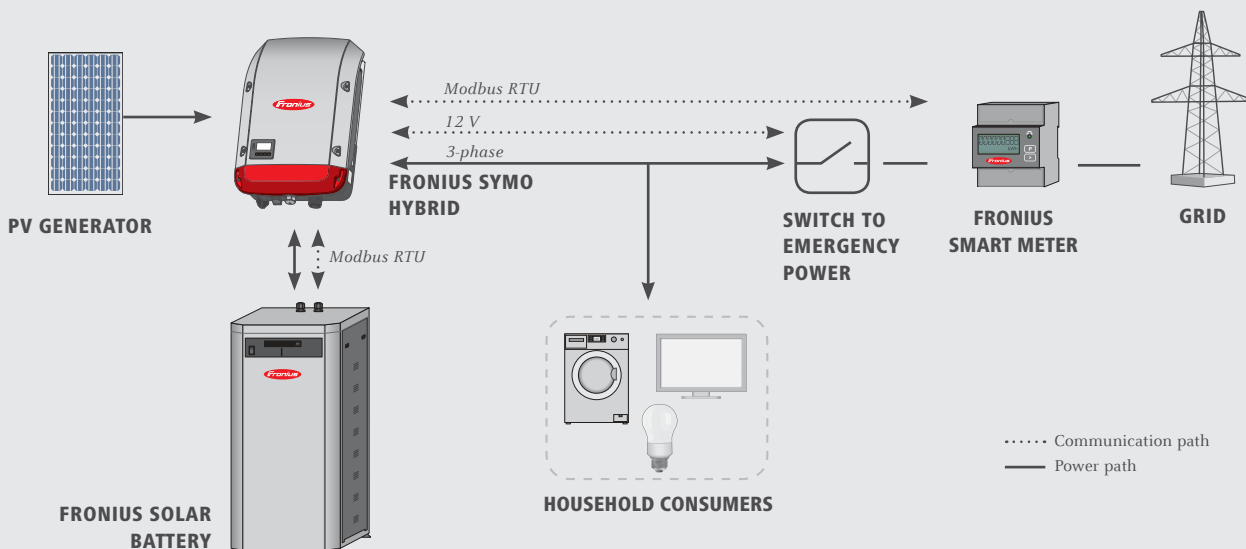 Fronius
Modbus RTU
12 V
3-phase
FRONIUS SYMO
HYBRID
PV GENERATOR
SWITCH TO
EMERGENCY
POWER
Fronius
FRONIUS
SMART METER
GRID
Modbus RTU
Fronius
FRONIUS SOLAR
BATTERY
HOUSEHOLD CONSUMERS
Communication path
Power path